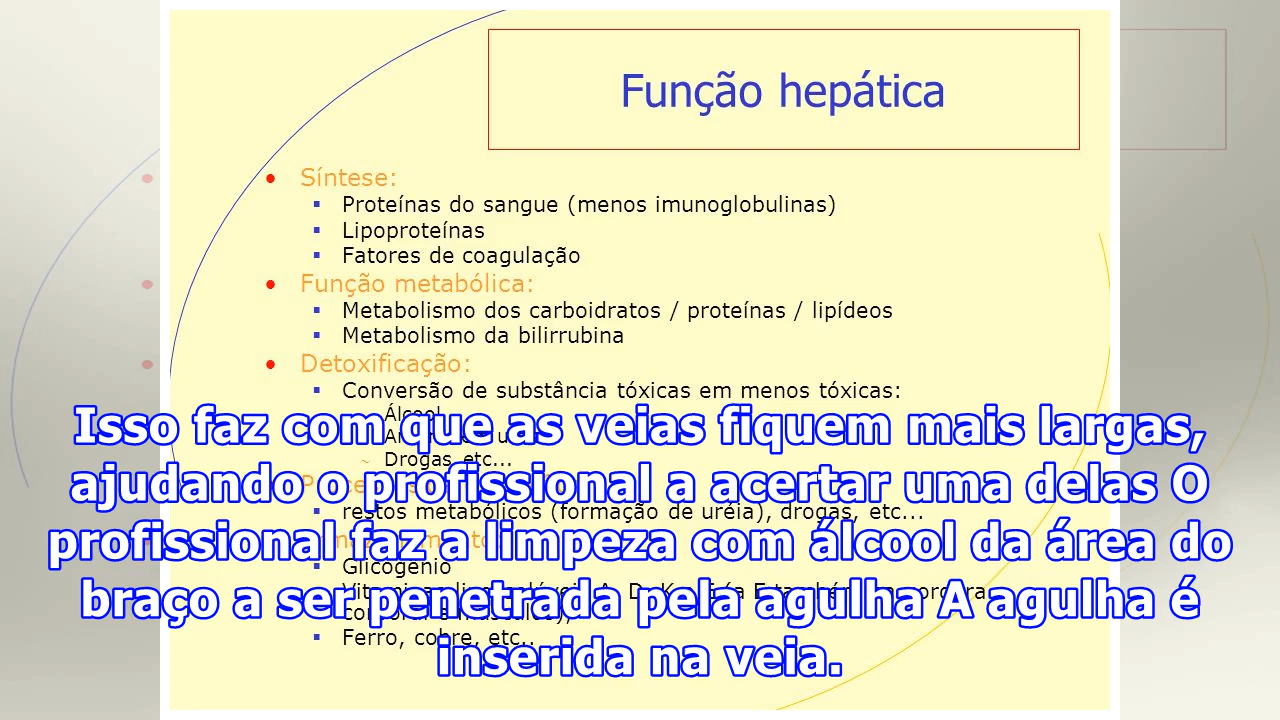 Função hepática
Síntese:
Proteínas do sangue (menos imunoglobulinas)
Lipoproteínas
Fatores de coagulação
Função metabólica:
Metabolismo dos carboidratos / proteínas / lipídeos
Metabolismo da bilirrubina
Detoxificação:
Conversão de substância tóxicas em menos tóxicas:
Álcool
Drogas etc...
restos metabólicos (formação de uréia), drogas, etc...
Glicogênio
Ferro, cobre, etc..
Isso faz com que as veias fiquem mais largas,
ajudando o profissional a acertar uma delas O
profissional faz a limpeza com álcool da área do
braço a ser penetrada pela agulha A agulha é
inserida na veia.